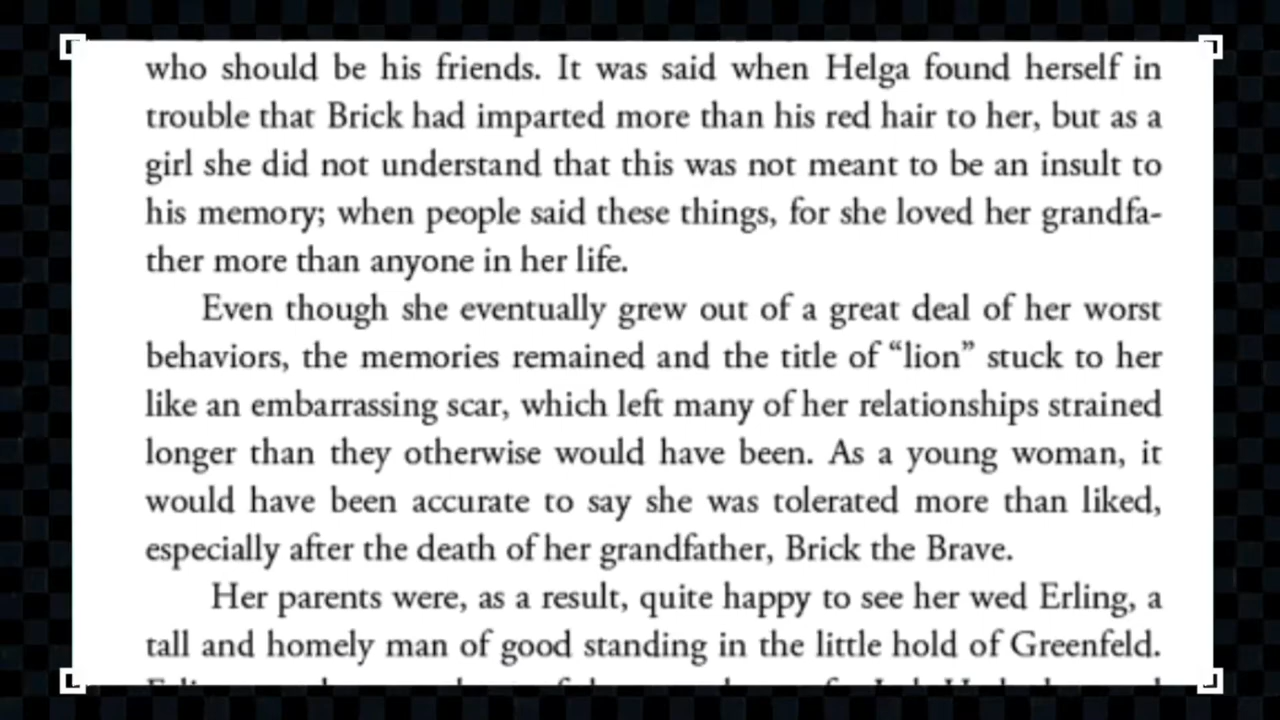 who should be his friends. It was said when Helga found herself in
trouble that Brick had imparted more than his red hair to her, but as a
girl she did not understand that this was not meant to be an insult to
his memory; when people said these things, for she loved her grandfa-
ther more than anyone in her life.
Even though she eventually grew out of a great deal of her worst
behaviors, the memories remained and the title of “lion” stuck to her
like an embarrassing scar, which left many of her relationships strained
longer than they otherwise would have been. As a young woman, it
would have been accurate to say she was tolerated more than liked,
especially after the death of her grandfather, Brick the Brave.
Her parents were, as a result, quite happy to see her wed Erling, a
tall and homely man of good standing in the little hold of Greenfeld.